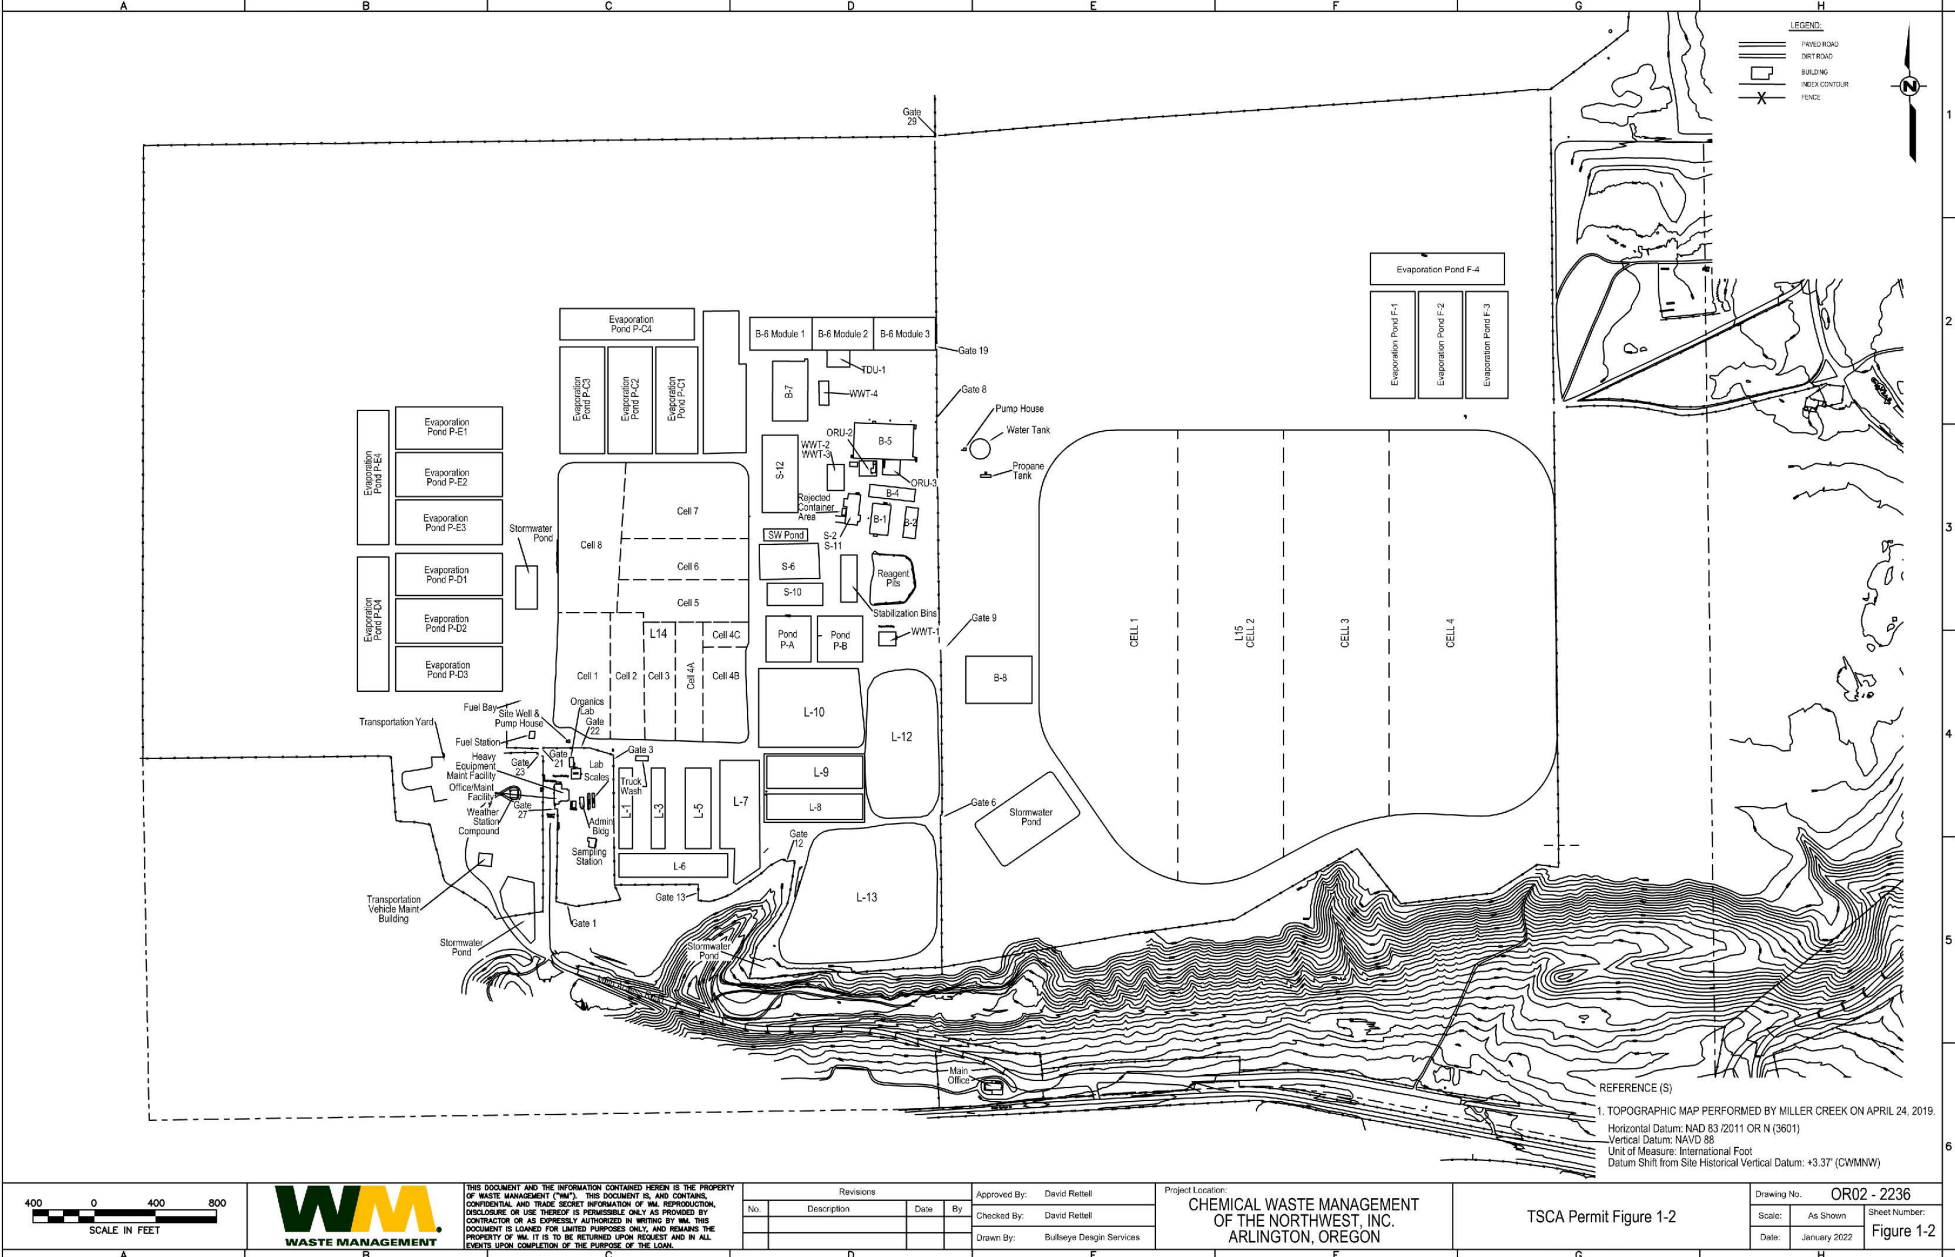 A B C D E F G H
LEGEND:
PAVED ROAD
DIRT ROAD
BUILDING
INDEX CONTOUR
FENCE
N
1
2
3
4
5
6
Gate
29
Evaporation Pond F-4
Evaporation Pond F-1
Evaporation Pond F-2
Evaporation Pond F-3
Evaporation
Pond P-C4
Evaporation
Pond P-C3
Evaporation
Pond P-C2
Evaporation
Pond P-C1
B-6 Module 1
B-6 Module 2
B-6 Module 3
Gate 19
TDU-1
B-7
WWT-4
Gate 8
Pump House
Water Tank
Propane
Tank
Evaporation
Pond P-E4
Evaporation
Pond P-E1
Evaporation
Pond P-E2
Evaporation
Pond P-E3
Evaporation
Pond P-D4
Evaporation
Pond P-D1
Evaporation
Pond P-D2
Evaporation
Pond P-D3
Stormwater
Pond
ORU-2
B-5
WWT-2
WWT-3
S-12
ORU-3
B-4
Rejected
Container
Area
B-1
B-2
S-2
S-11
SW Pond
S-6
S-10
Reagent
Pits
Stabilization Bins
Pond
P-A
Pond
P-B
WWT-1
Gate 9
B-8
Cell 7
Cell 8
Cell 6
Cell 5
L14
Cell 4C
Cell 1
Cell 2
Cell 3
Cell 4A
Cell 4B
CELL 1
L15
CELL 2
CELL 3
CELL 4
L-10
L-12
L-9
L-8
L-7
L-13
L-1
L-3
L-5
L-6
Gate 6
Stormwater
Pond
Fuel Bay
Site Well &
Pump House
Organics
Lab
Gate
22
Transportation Yard
Fuel Station
Heavy
Equipment
Maint Facility
Gate
23
Gate
21
Lab
Scales
Gate 3
Truck
Wash
Office/Maint
Facility
Weather
Station
Compound
Gate
27
Admin
Bldg
Sampling
Station
Gate
12
Gate 13
Gate 1
Transportation
Vehicle Maint
Building
Stormwater
Pond
Stormwater
Pond
Main
Office
REFERENCE (S)
1. TOPOGRAPHIC MAP PERFORMED BY MILLER CREEK ON APRIL 24, 2019.
Horizontal Datum: NAD 83 /2011 OR N (3601)
Vertical Datum: NAVD 88
Unit of Measure: International Foot
Datum Shift from Site Historical Vertical Datum: +3.37' (CWMNW)
400 0 400 800
SCALE IN FEET
WM
WASTE MANAGEMENT
THIS DOCUMENT AND THE INFORMATION CONTAINED HEREIN IS THE PROPERTY
OF WASTE MANAGEMENT ("WM"). THIS DOCUMENT IS, AND CONTAINS,
CONFIDENTIAL AND TRADE SECRET INFORMATION OF WM. REPRODUCTION,
DISCLOSURE OR USE THEREOF IS PERMISSIBLE ONLY AS PROVIDED BY
CONTRACTOR OR AS EXPRESSLY AUTHORIZED IN WRITING BY WM. THIS
DOCUMENT IS LOANED FOR LIMITED PURPOSES ONLY, AND REMAINS THE
PROPERTY OF WM. IT IS TO BE RETURNED UPON REQUEST AND IN ALL
EVENTS UPON COMPLETION OF THE PURPOSE OF THE LOAN.
Revisions
No. Description Date By
Approved By: David Rettell
Checked By: David Rettell
Drawn By: Bullseye Desgin Services
Project Location:
CHEMICAL WASTE MANAGEMENT
OF THE NORTHWEST, INC.
ARLINGTON, OREGON
TSCA Permit Figure 1-2
Drawing No. OR02 - 2236
Scale: As Shown
Date: January 2022
Sheet Number:
Figure 1-2
A B C D E F G H